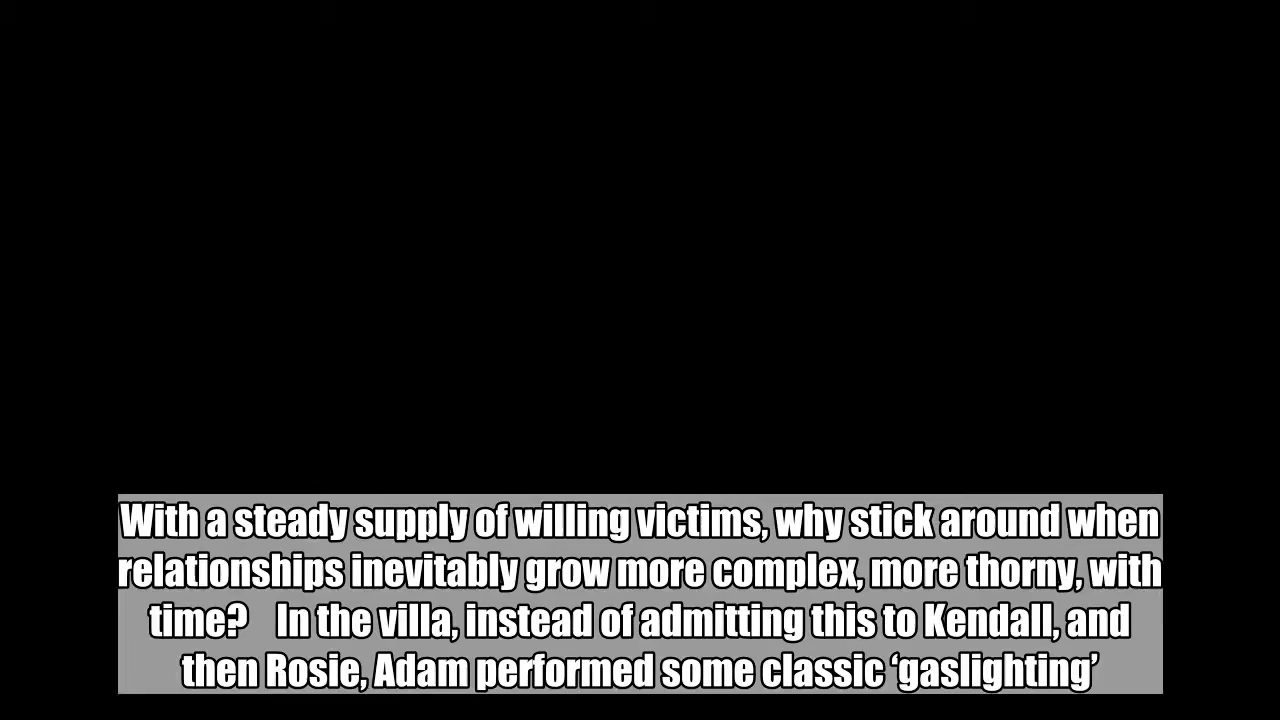 With a steady supply of willing victims, why stick around when
relationships inevitably grow more complex, more thorny, with
time?    In the villa, instead of admitting this to Kendall, and
then Rosie, Adam performed some classic ‘gaslighting’